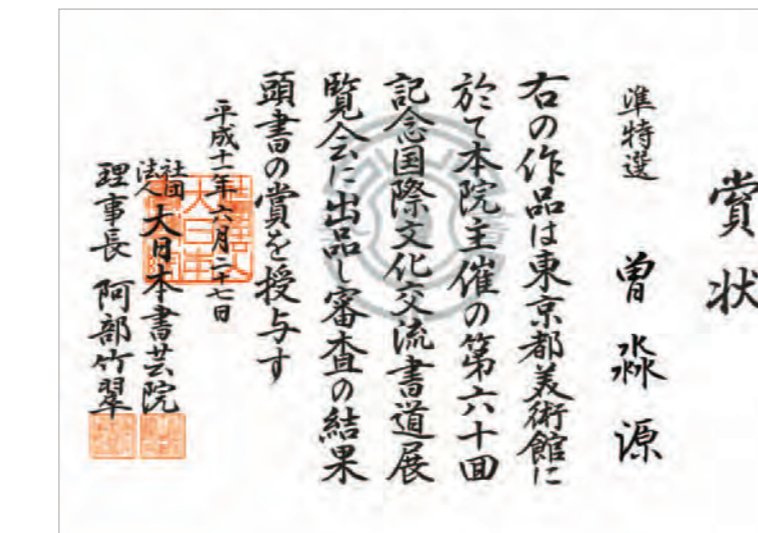 賞状
準特選 曽淼源
右の作品は東京都美術館に
於て本院主催の第六十回
記念国際文化交流書道展
覧会に出品し審査の結果
頭書の賞を授与す
平成十一年六月二十七日
社団法人大日本書芸院
理事長 阿部竹翠